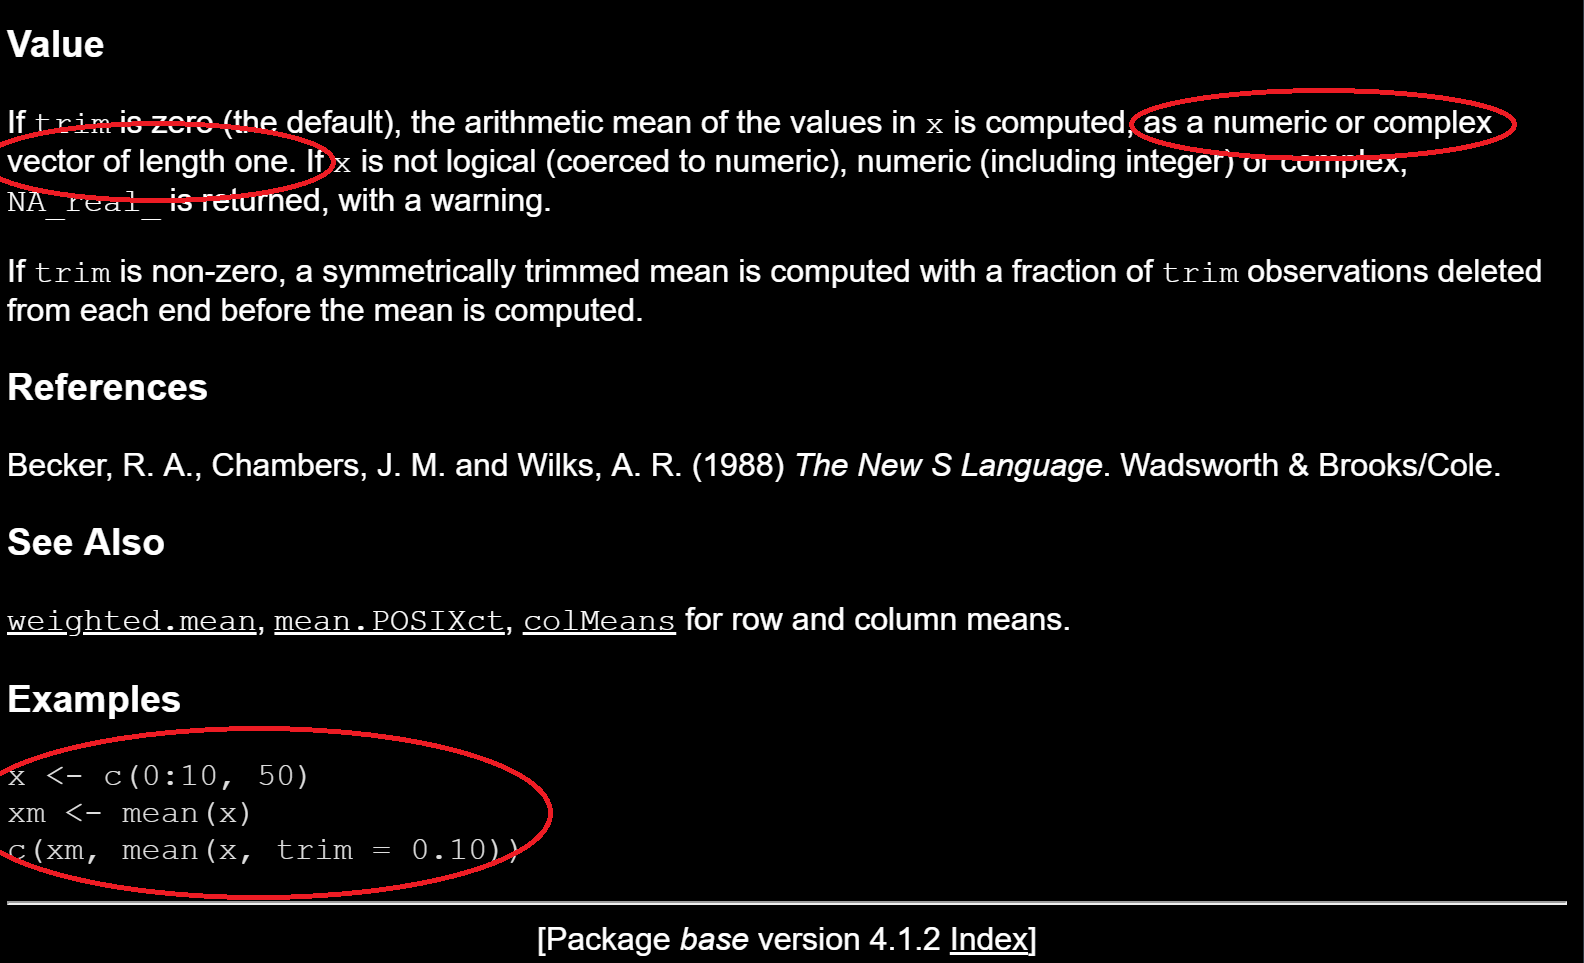 Value
If trim is zero (the default), the arithmetic mean of the values in x is computed, as a numeric or complex
vector of length one. If x is not logical (coerced to numeric), numeric (including integer) or complex,
NA_real_ is returned, with a warning.
If trim is non-zero, a symmetrically trimmed mean is computed with a fraction of trim observations deleted
from each end before the mean is computed.
References
Becker, R. A., Chambers, J. M. and Wilks, A. R. (1988) The New S Language. Wadsworth & Brooks/Cole.
See Also
weighted.mean, mean.POSIXct, colMeans for row and column means.
Examples
x <- c(0:10, 50)
xm <- mean(x)
c(xm, mean(x, trim = 0.10))
[Package base version 4.1.2 Index]